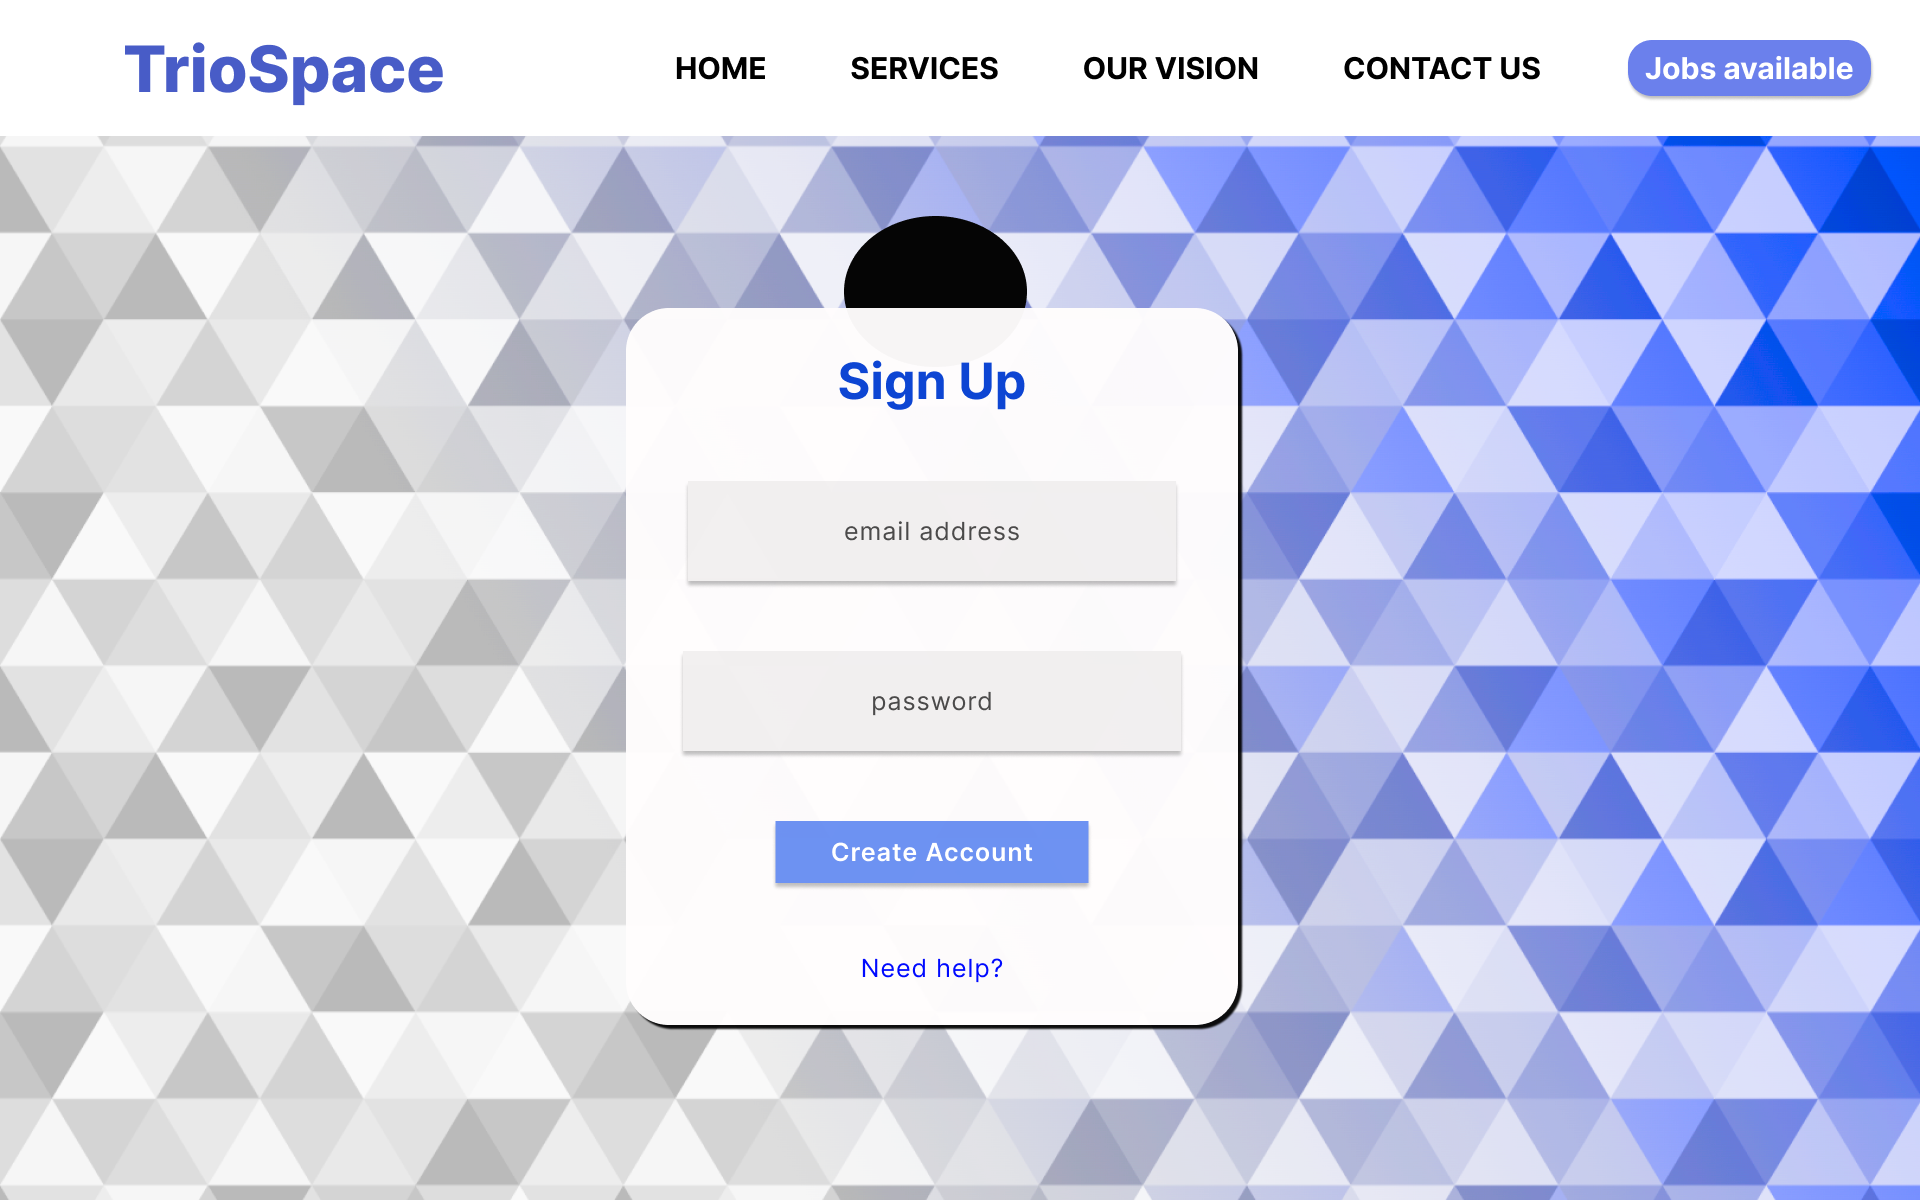 TrioSpace
HOME SERVICES OUR VISION CONTACT US Jobs available
Sign Up
email address
password
Create Account
Need help?